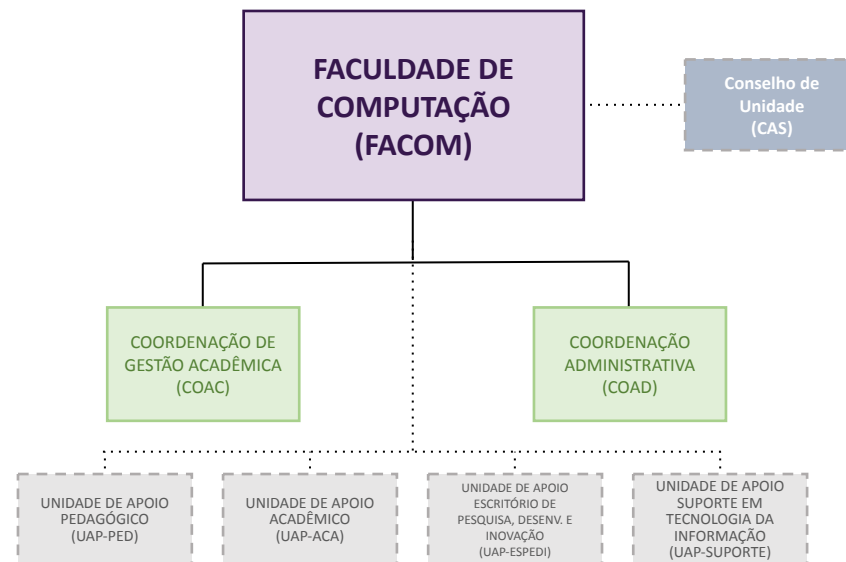 FACULDADE DE
COMPUTAÇÃO
(FACOM)
Conselho de
Unidade
(CAS)
COORDENAÇÃO DE
GESTÃO ACADÊMICA
(COAC)
COORDENAÇÃO
ADMINISTRATIVA
(COAD)
UNIDADE DE APOIO
PEDAGÓGICO
(UAP-PED)
UNIDADE DE APOIO
ACADÊMICO
(UAP-ACA)
UNIDADE DE APOIO
ESCRITÓRIO DE
PESQUISA, DESENV. E
INOVAÇÃO
(UAP-ESPEDI)
UNIDADE DE APOIO
SUPORTE EM
TECNOLOGIA DA
INFORMAÇÃO
(UAP-SUPORTE)